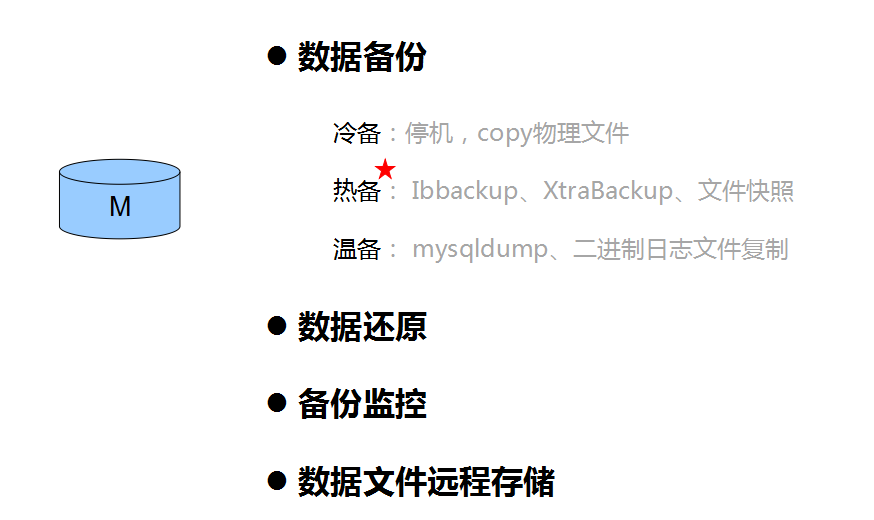 ● 数据备份
冷备：停机，copy物理文件
热备： Ibbackup、XtraBackup、文件快照
M
温备： mysqldump、二进制日志文件复制
● 数据还原
● 备份监控
● 数据文件远程存储